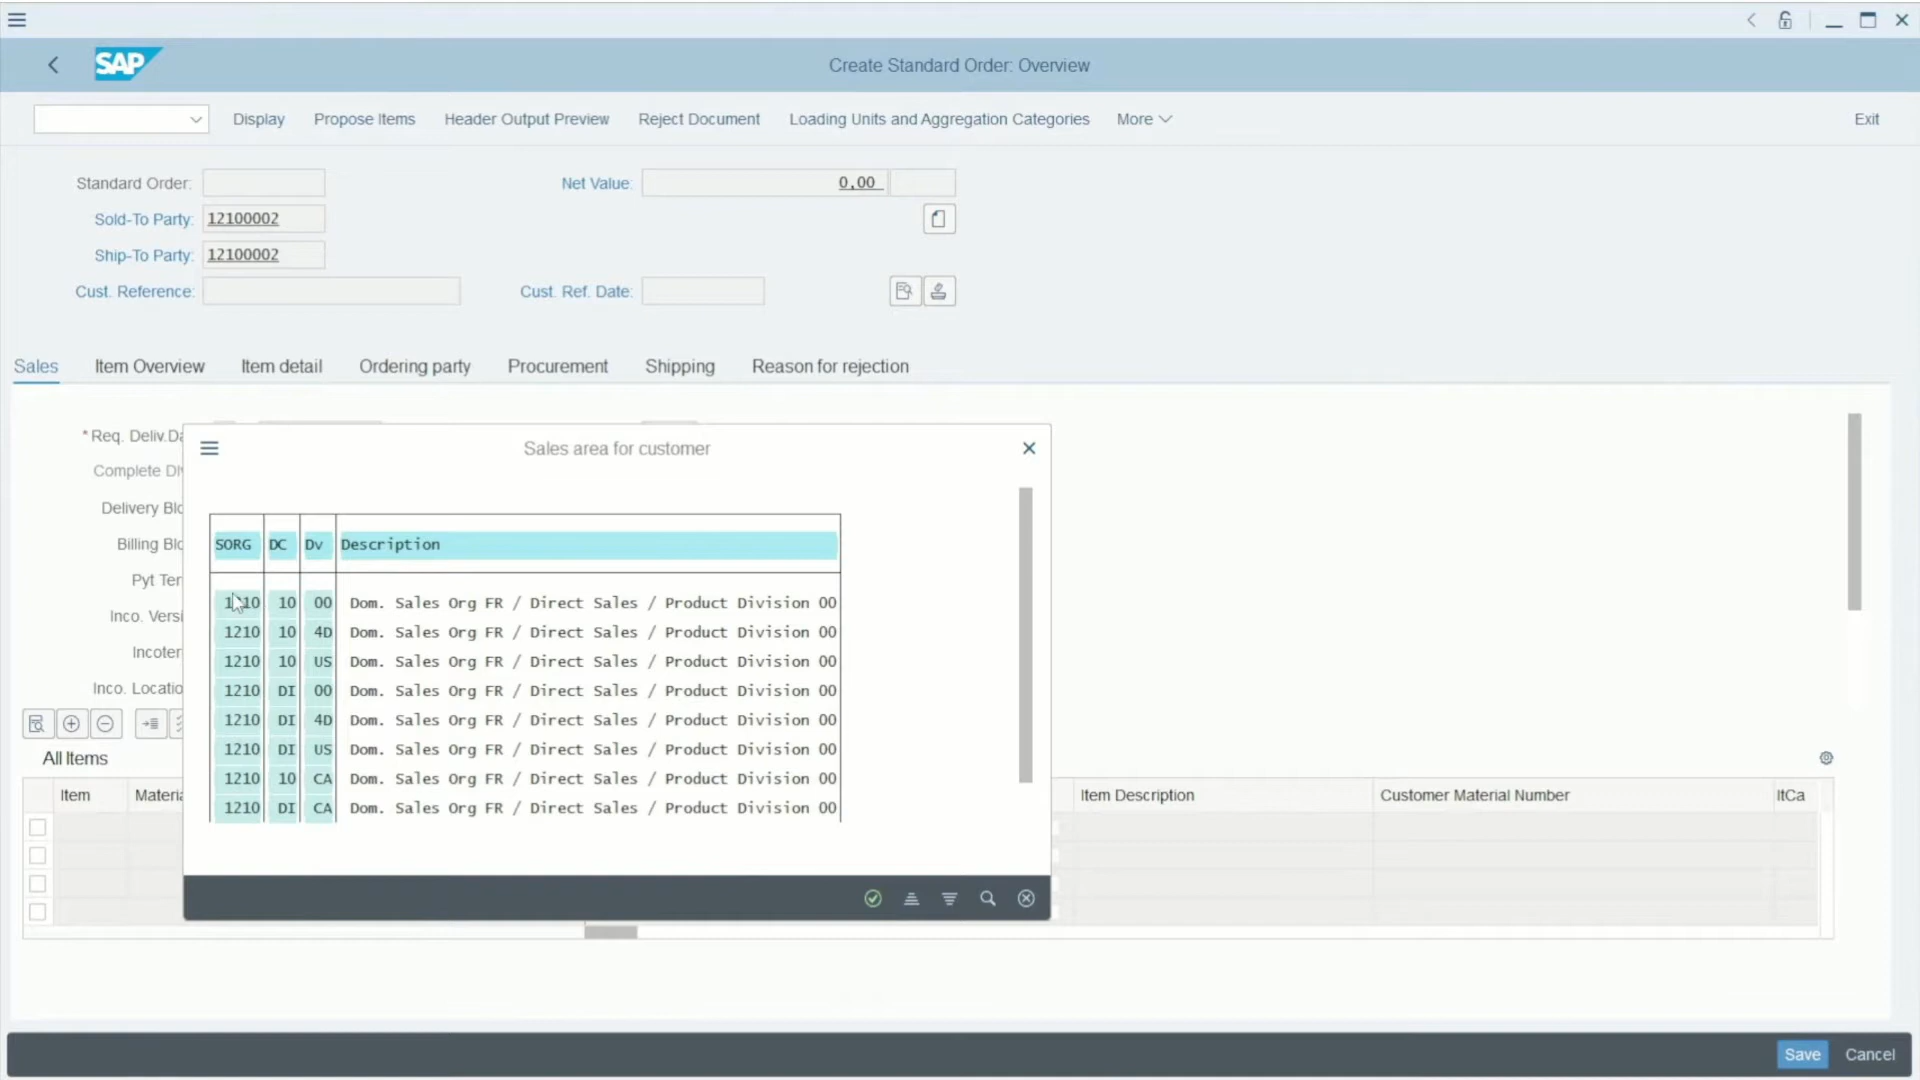 SAP
Create Standard Order: Overview
Display Propose Items Header Output Preview Reject Document Loading Units and Aggregation Categories More Exit
Standard Order: Net Value: 0,00
Sold-To Party: 12100002
Ship-To Party: 12100002
Cust. Reference: Cust. Ref. Date:
Sales Item Overview Item detail Ordering party Procurement Shipping Reason for rejection
* Req. Deliv.Da
Complete Dlv
Delivery Blo
Billing Blo
Pyt Ter
Inco. Versi
Incoter
Inco. Locatio
Sales area for customer
SORG DC Dv Description
1210 10 00 Dom. Sales Org FR / Direct Sales / Product Division 00
1210 10 4D Dom. Sales Org FR / Direct Sales / Product Division 00
1210 10 US Dom. Sales Org FR / Direct Sales / Product Division 00
1210 DI 00 Dom. Sales Org FR / Direct Sales / Product Division 00
1210 DI 4D Dom. Sales Org FR / Direct Sales / Product Division 00
1210 DI US Dom. Sales Org FR / Direct Sales / Product Division 00
1210 10 CA Dom. Sales Org FR / Direct Sales / Product Division 00
1210 DI CA Dom. Sales Org FR / Direct Sales / Product Division 00
All Items
Item Materia Item Description Customer Material Number ItCa
Save Cancel